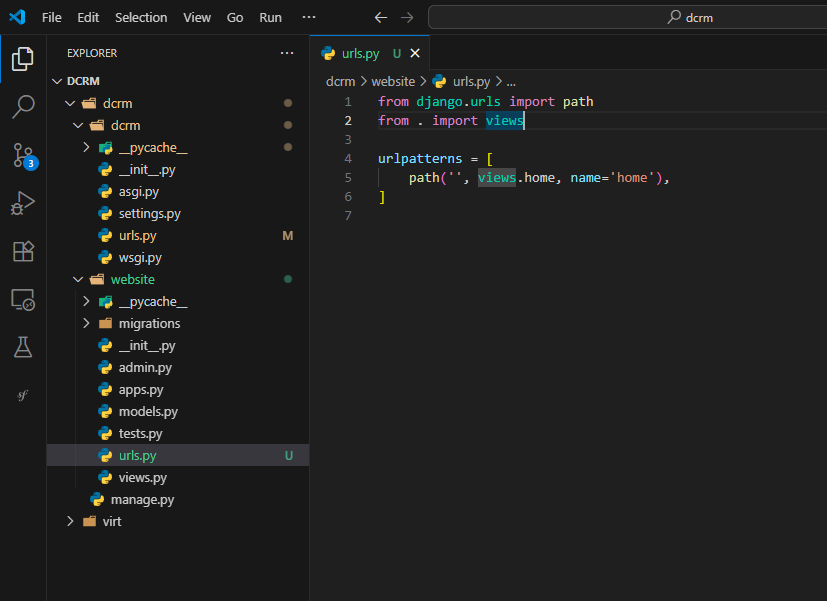 File Edit Selection View Go Run ··· dcrm
EXPLORER ···
DCRM
dcrm
dcrm
__pycache__
__init__.py
asgi.py
settings.py
urls.py M
wsgi.py
website
__pycache__
migrations
__init__.py
admin.py
apps.py
models.py
tests.py
urls.py U
views.py
manage.py
virt
3
urls.py U
dcrm > website > urls.py > ...
1 from django.urls import path
2 from . import views
3
4 urlpatterns = [
5     path('', views.home, name='home'),
6 ]
7